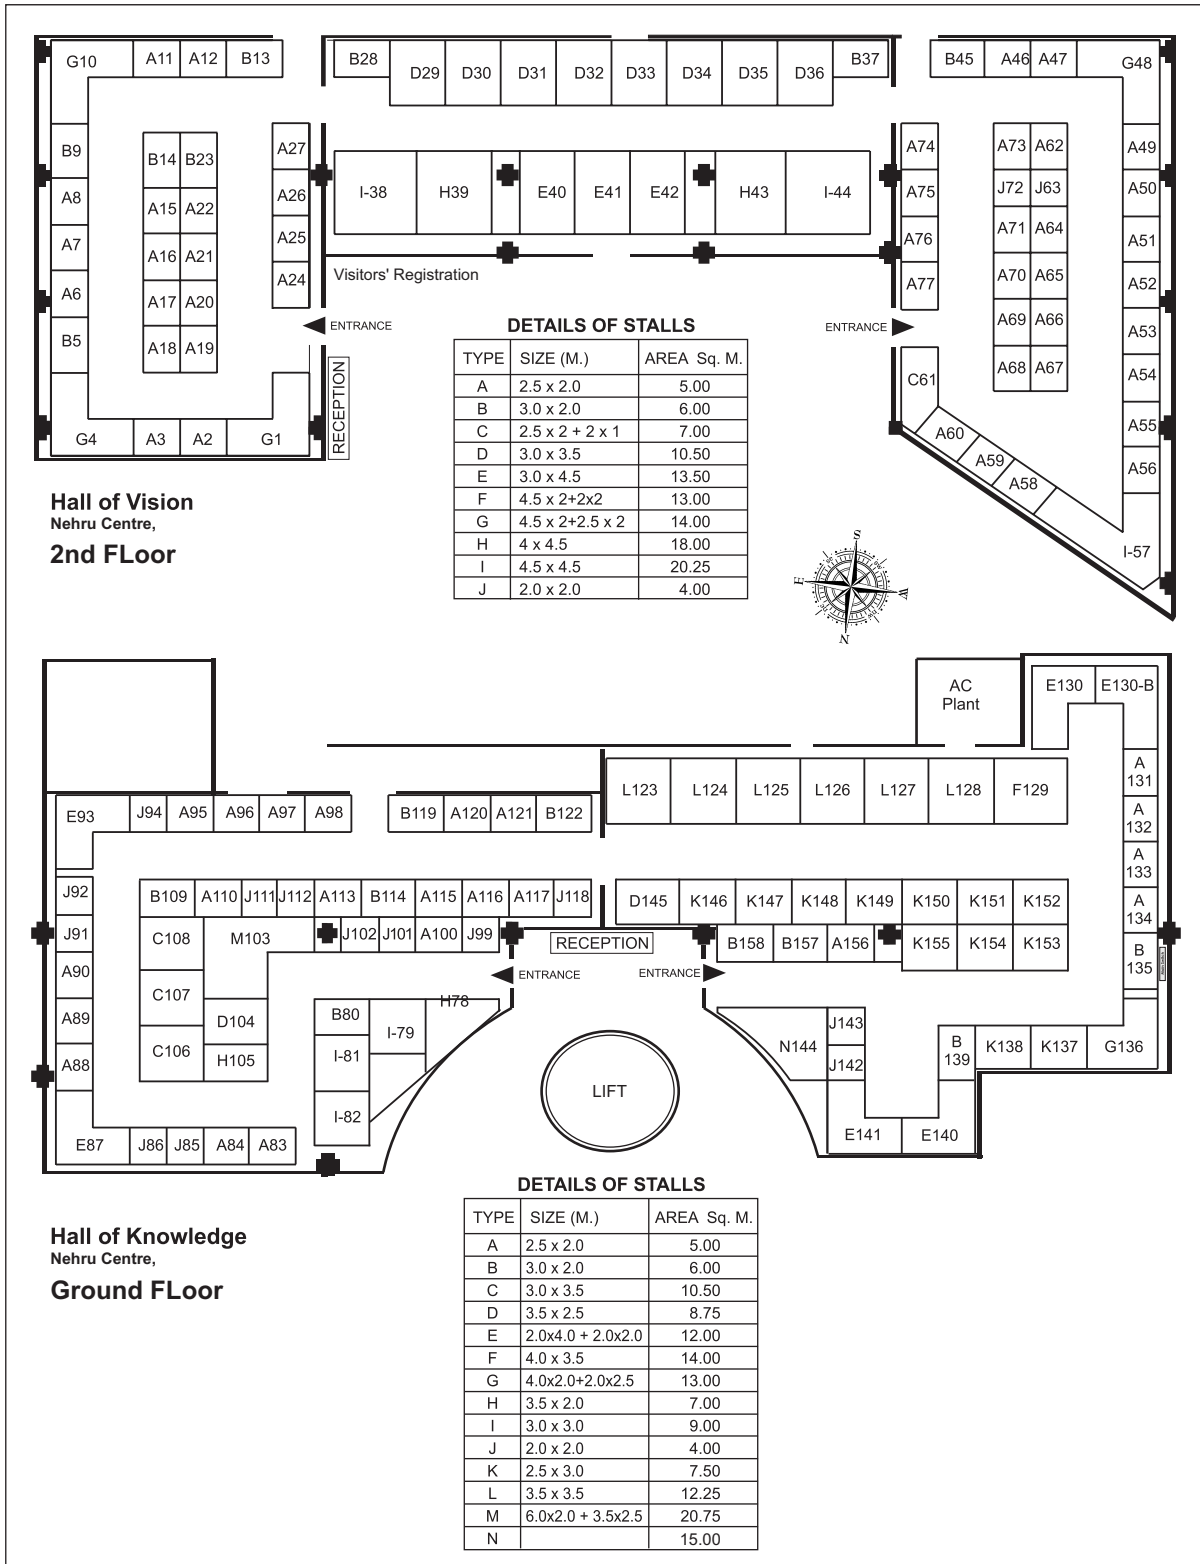 G10 A11 A12 B13 B28 D29 D30 D31 D32 D33 D34 D35 D36 B37 B45 A46 A47 G48
B9 A8 A7 A6 B5
B14 B23
A15 A22
A16 A21
A17 A20
A18 A19
A27
A26
A25
A24
G4 A3 A2 G1
I-38 H39 E40 E41 E42 H43 I-44
Visitors' Registration
ENTRANCE
ENTRANCE
RECEPTION
A74
A75
A76
A77
A73 A62
J72 J63
A71 A64
A70 A65
A69 A66
A68 A67
A49
A50
A51
A52
A53
A54
A55
A56
I-57
C61
A60
A59
A58
Hall of Vision
Nehru Centre,
2nd FLoor
DETAILS OF STALLS
TYPE SIZE (M.) AREA Sq. M.
A 2.5 x 2.0 5.00
B 3.0 x 2.0 6.00
C 2.5 x 2 + 2 x 1 7.00
D 3.0 x 3.5 10.50
E 3.0 x 4.5 13.50
F 4.5 x 2+2x2 13.00
G 4.5 x 2+2.5 x 2 14.00
H 4 x 4.5 18.00
I 4.5 x 4.5 20.25
J 2.0 x 2.0 4.00
S
E
W
N
AC
Plant
E130 E130-B
E93 J94 A95 A96 A97 A98 B119 A120 A121 B122
L123 L124 L125 L126 L127 L128 F129
A
131
A
132
A
133
A
134
B
135
J92
J91
A90
A89
A88
B109 A110 J111 J112 A113 B114 A115 A116 A117 J118
C108 M103 J102 J101 A100 J99
C107
C106
D104
H105
D145 K146 K147 K148 K149 K150 K151 K152
B158 B157 A156 K155 K154 K153
RECEPTION
ENTRANCE
ENTRANCE
B80 I-79 H78
I-81
I-82
LIFT
N144 J143
J142
B
139
K138 K137 G136
E87 J86 J85 A84 A83
E141 E140
Hall of Knowledge
Nehru Centre,
Ground FLoor
DETAILS OF STALLS
TYPE SIZE (M.) AREA Sq. M.
A 2.5 x 2.0 5.00
B 3.0 x 2.0 6.00
C 3.0 x 3.5 10.50
D 3.5 x 2.5 8.75
E 2.0x4.0 + 2.0x2.0 12.00
F 4.0 x 3.5 14.00
G 4.0x2.0+2.0x2.5 13.00
H 3.5 x 2.0 7.00
I 3.0 x 3.0 9.00
J 2.0 x 2.0 4.00
K 2.5 x 3.0 7.50
L 3.5 x 3.5 12.25
M 6.0x2.0 + 3.5x2.5 20.75
N 15.00